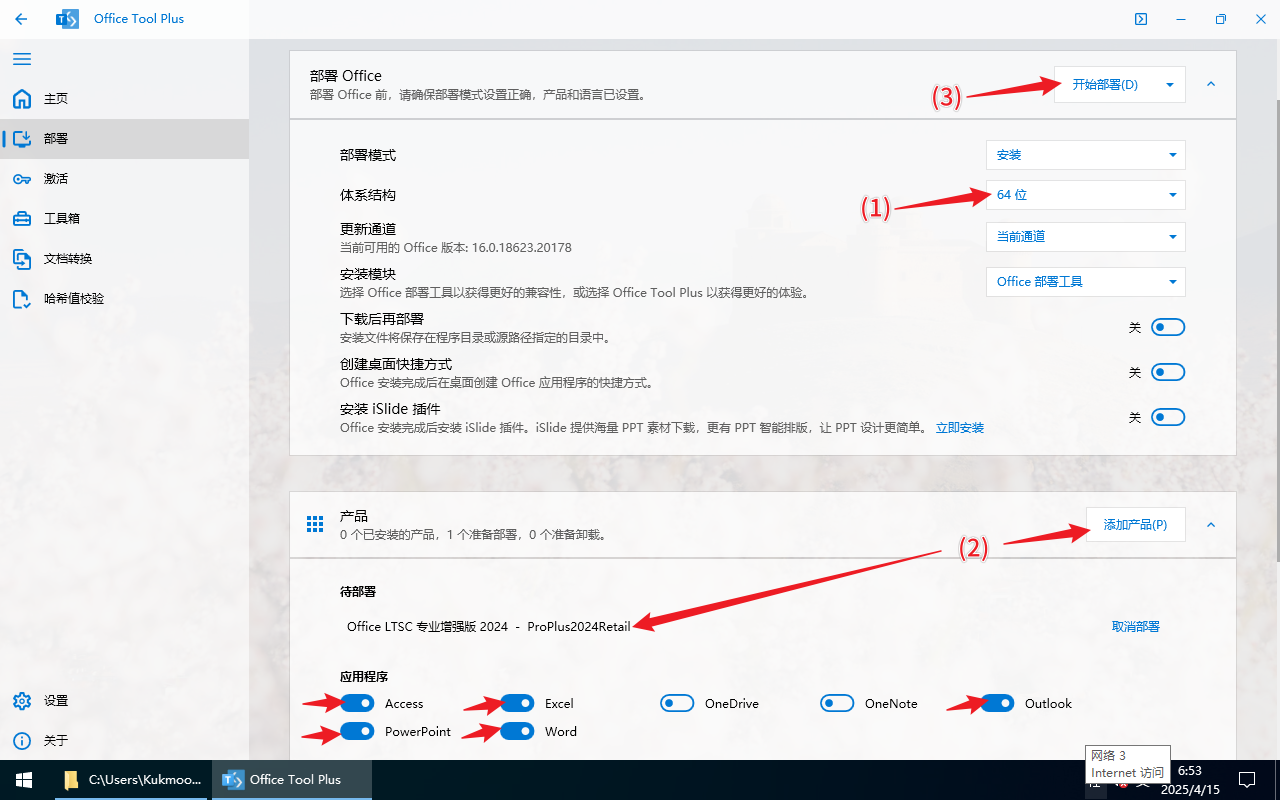 Office Tool Plus
主页
部署
激活
工具箱
文档转换
哈希值校验
设置
关于
部署 Office
部署 Office 前，请确保部署模式设置正确，产品和语言已设置。
(3)
开始部署(D)
部署模式
安装
体系结构
(1)
64 位
更新通道
当前可用的 Office 版本: 16.0.18623.20178
当前通道
安装模块
选择 Office 部署工具以获得更好的兼容性，或选择 Office Tool Plus 以获得更好的体验。
Office 部署工具
下载后再部署
安装文件将保存在程序目录或源路径指定的目录中。
关
创建桌面快捷方式
Office 安装完成后在桌面创建 Office 应用程序的快捷方式。
关
安装 iSlide 插件
Office 安装完成后安装 iSlide 插件。iSlide 提供海量 PPT 素材下载，更有 PPT 智能排版，让 PPT 设计更简单。 立即安装
关
产品
0 个已安装的产品，1 个准备部署，0 个准备卸载。
(2)
添加产品(P)
待部署
Office LTSC 专业增强版 2024 - ProPlus2024Retail
取消部署
应用程序
Access
Excel
OneDrive
OneNote
Outlook
PowerPoint
Word
网络 3
Internet 访问
C:\Users\Kukmoo...
Office Tool Plus
6:53
2025/4/15